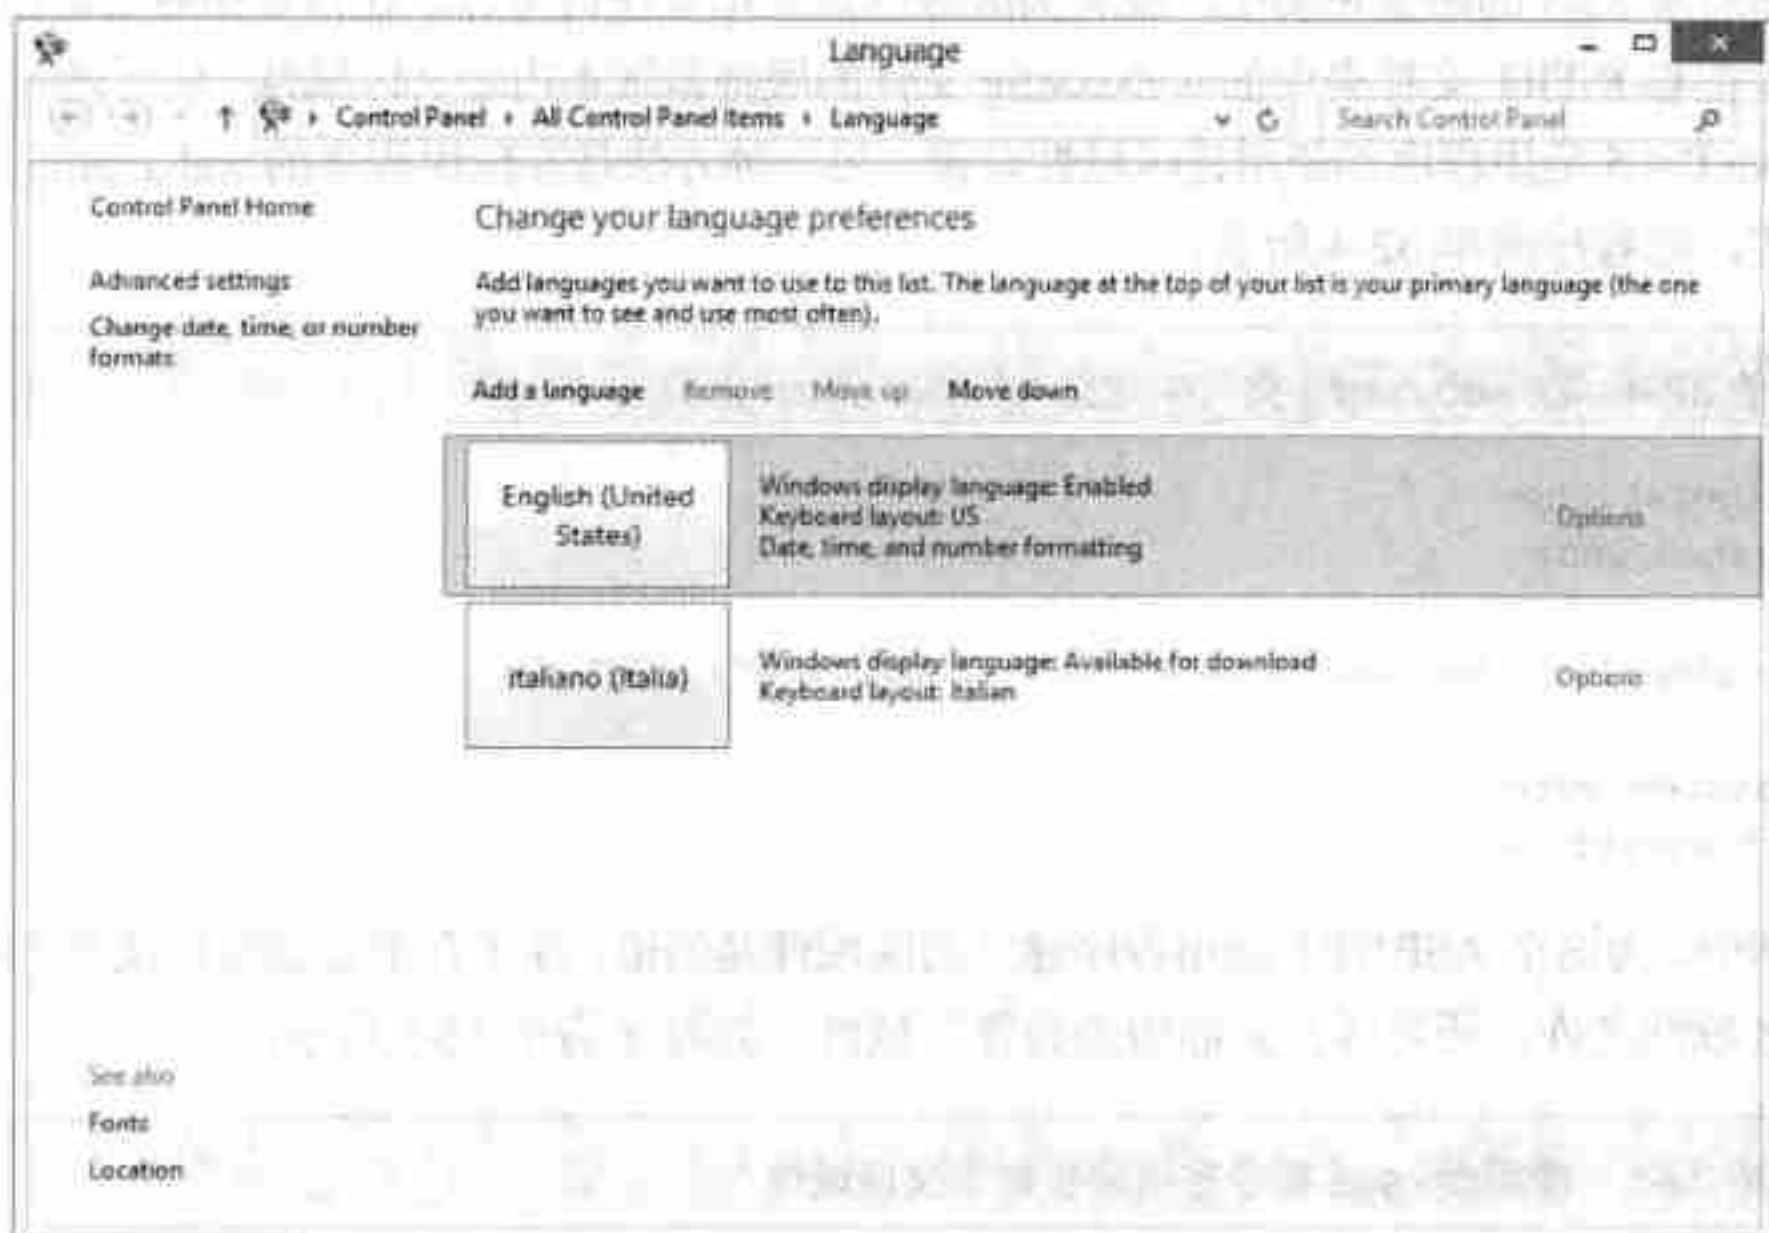 Language
Control Panel All Control Panel Items Language
Search Control Panel
Control Panel Home
Advanced settings
Change date, time, or number
formats
Change your language preferences
Add languages you want to use to this list. The language at the top of your list is your primary language (the one
you want to see and use most often).
Add a language Remove Move up Move down
English (United
States)
Windows display language: Enabled
Keyboard layout: US
Date, time, and number formatting
Options
italiano (Italia)
Windows display language: Available for download
Keyboard layout: Italian
Options
See also
Fonts
Location